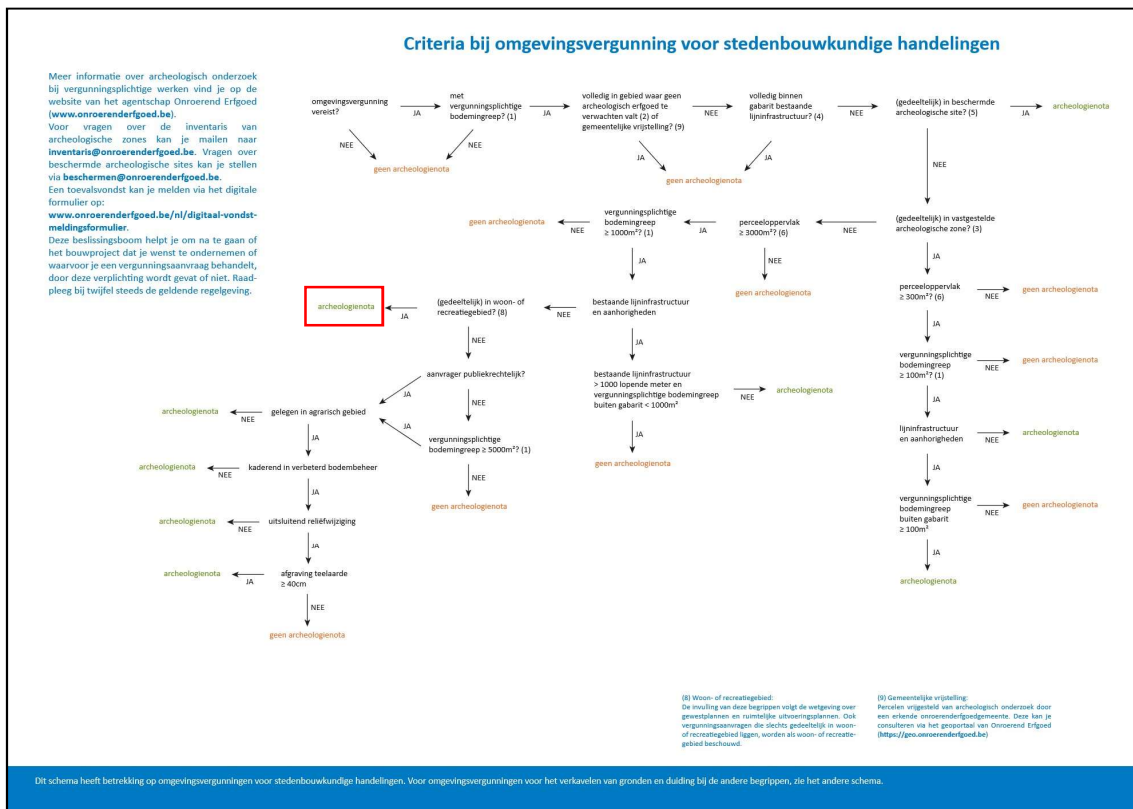 Criteria bij omgevingsvergunning voor stedenbouwkundige handelingen
Meer informatie over archeologisch onderzoek
bij vergunningsplichtige werken vind je op de
website van het agentschap Onroerend Erfgoed
(www.onroerenderfgoed.be).
Voor vragen over de inventaris van
archeologische zones kan je mailen naar
inventaris@onroerenderfgoed.be. Vragen over
beschermde archeologische sites kan je stellen
via beschermen@onroerenderfgoed.be.
Een toevalsvondst kan je melden via het digitale
formulier op:
www.onroerenderfgoed.be/nl/digitaal-vondst-
meldingsformulier.
Deze beslissingsboom helpt je om na te gaan of
het bouwproject dat je wenst te ondernemen of
waarvoor je een vergunningsaanvraag behandelt,
door deze verplichting wordt gevat of niet. Raad-
pleeg bij twijfel steeds de geldende regelgeving.
omgevingsvergunning
vereist?
JA
NEE
met
vergunningsplichtige
bodemingreep? (1)
JA
NEE
geen archeologienota
volledig in gebied waar geen
archeologisch erfgoed te
verwachten valt (2) of
gemeentelijke vrijstelling? (9)
NEE
JA
volledig binnen
gabarit bestaande
lijninfrastructuur? (4)
NEE
JA
geen archeologienota
(gedeeltelijk) in beschermde
archeologische site? (5)
JA
archeologienota
NEE
(gedeeltelijk) in vastgestelde
archeologische zone? (3)
NEE
JA
perceeloppervlak
≥ 3000m²? (6)
JA
NEE
geen archeologienota
vergunningsplichtige
bodemingreep
≥ 1000m²? (1)
NEE
geen archeologienota
JA
perceeloppervlak
≥ 300m²? (6)
NEE
geen archeologienota
JA
bestaande lijninfrastructuur
en aanhorigheden
NEE
JA
(gedeeltelijk) in woon- of
recreatiegebied? (8)
JA
archeologienota
NEE
vergunningsplichtige
bodemingreep
≥ 100m²? (1)
NEE
geen archeologienota
JA
bestaande lijninfrastructuur
> 1000 lopende meter en
vergunningsplichtige bodemingreep
buiten gabarit < 1000m²
NEE
archeologienota
JA
geen archeologienota
aanvrager publiekrechtelijk?
JA
NEE
gelegen in agrarisch gebied
NEE
archeologienota
JA
vergunningsplichtige
bodemingreep ≥ 5000m²? (1)
JA
NEE
geen archeologienota
lijninfrastructuur
en aanhorigheden
NEE
archeologienota
JA
kaderend in verbeterd bodembeheer
NEE
archeologienota
JA
vergunningsplichtige
bodemingreep
buiten gabarit
≥ 100m²
NEE
geen archeologienota
JA
archeologienota
uitsluitend reliëfwijziging
NEE
archeologienota
JA
afgraving teelaarde
≥ 40cm
JA
archeologienota
NEE
geen archeologienota
(8) Woon- of recreatiegebied:
De invulling van deze begrippen volgt de wetgeving over
gewestplannen en ruimtelijke uitvoeringsplannen. Ook
vergunningsaanvragen die slechts gedeeltelijk in woon-
of recreatiegebied liggen, worden als woon- of recreatie-
gebied beschouwd.
(9) Gemeentelijke vrijstelling:
Percelen vrijgesteld van archeologisch onderzoek door
een erkende onroerenderfgoedgemeente. Deze kan je
consulteren via het geoportaal van Onroerend Erfgoed
(https://geo.onroerenderfgoed.be)
Dit schema heeft betrekking op omgevingsvergunningen voor stedenbouwkundige handelingen. Voor omgevingsvergunningen voor het verkavelen van gronden en duiding bij de andere begrippen, zie het andere schema.